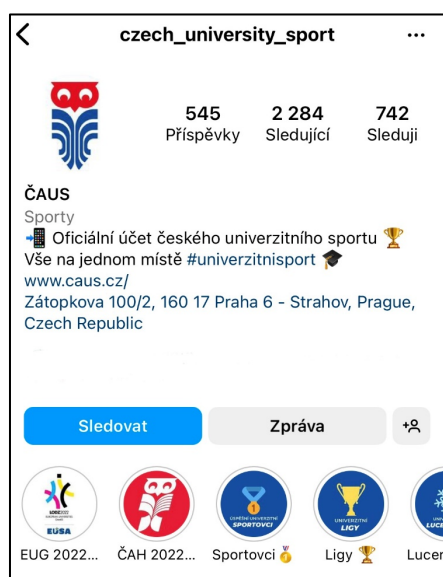 czech_university_sport
545 2 284 742
Příspěvky Sledující Sleduji
ČAUS
Sporty
📲 Oficiální účet českého univerzitního sportu 🏆
Vše na jednom místě #univerzitnisport 🎓
www.caus.cz/
Zátopkova 100/2, 160 17 Praha 6 - Strahov, Prague,
Czech Republic
Sledovat Zpráva
LODZ2022
EUSA
ÚSPĚŠNÍ UNIVERZITNÍ
SPORTOVCI
UNIVERZITNÍ
LIGY
EUG 2022... ČAH 2022... Sportovci 🥇 Ligy 🏆 Lucer